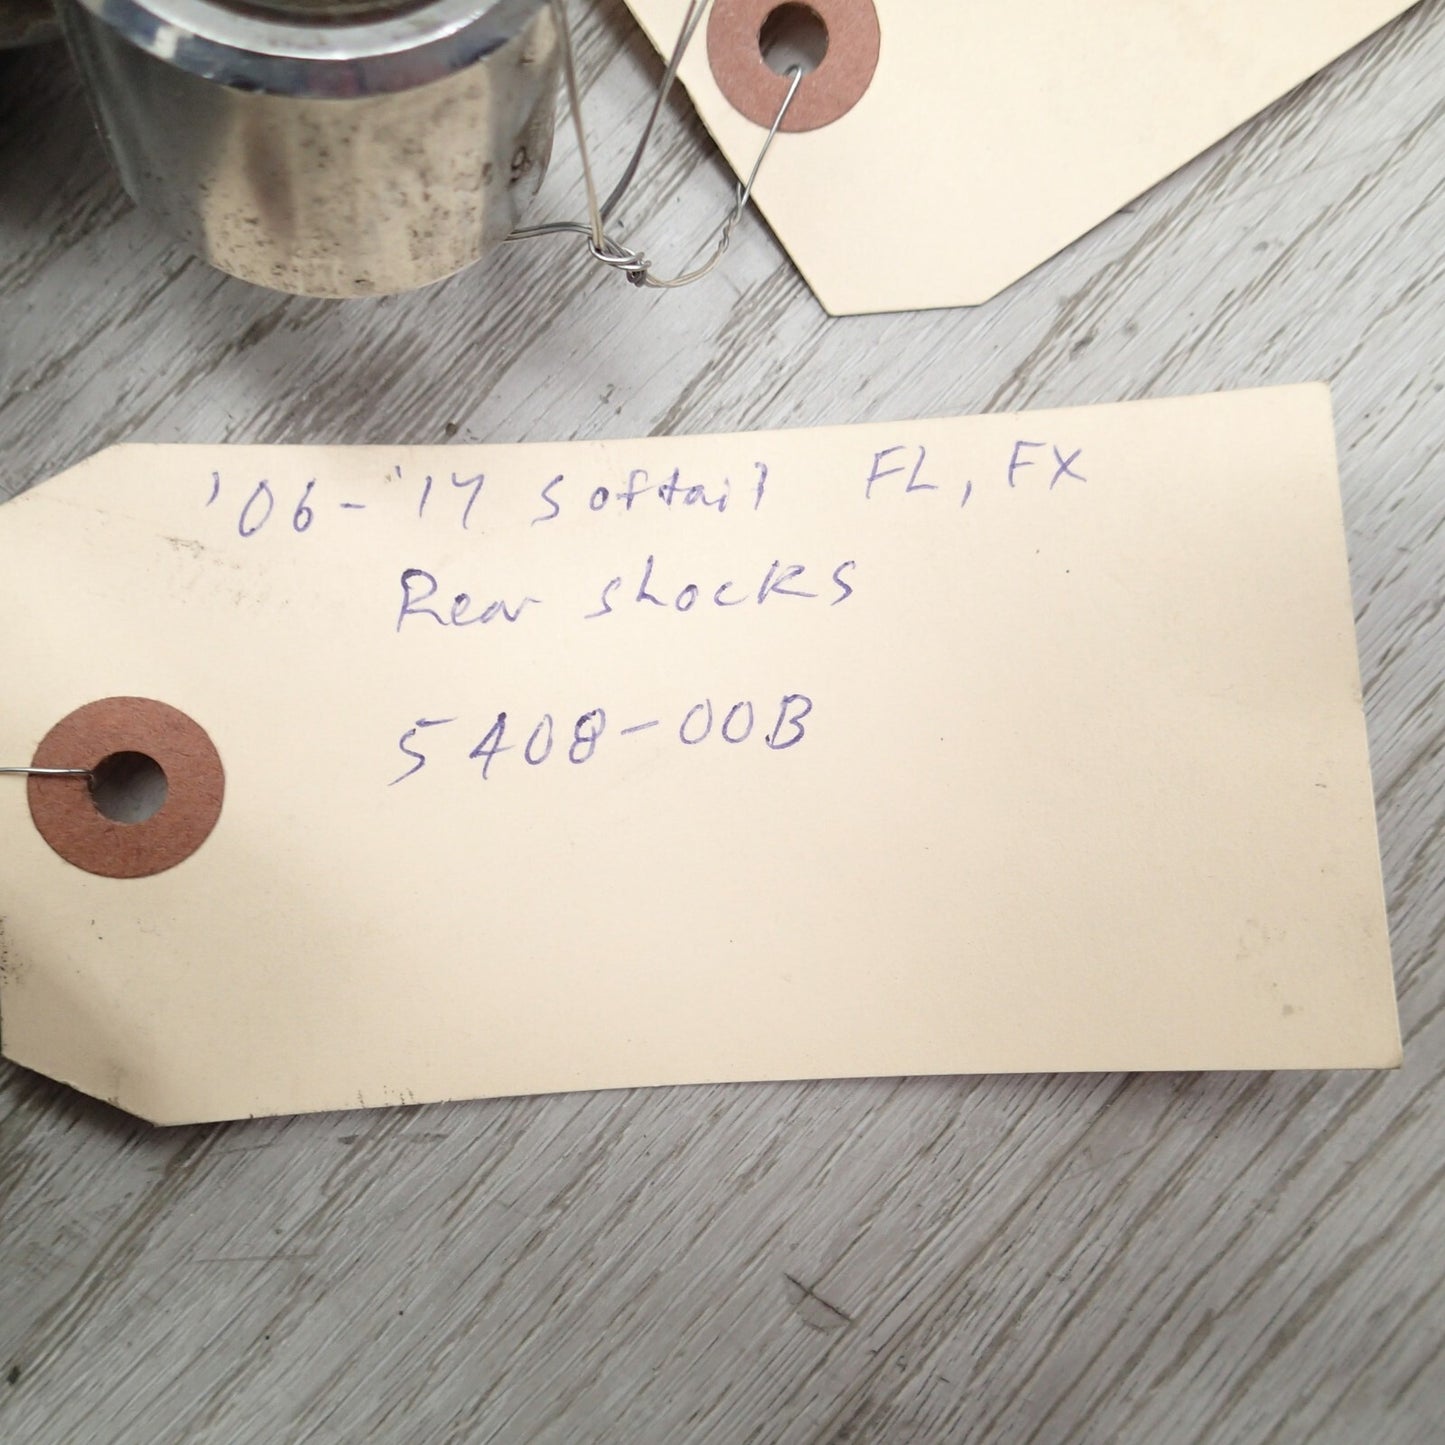 '06-'17 Softail FL, FX
Rear shocks
5408-00B